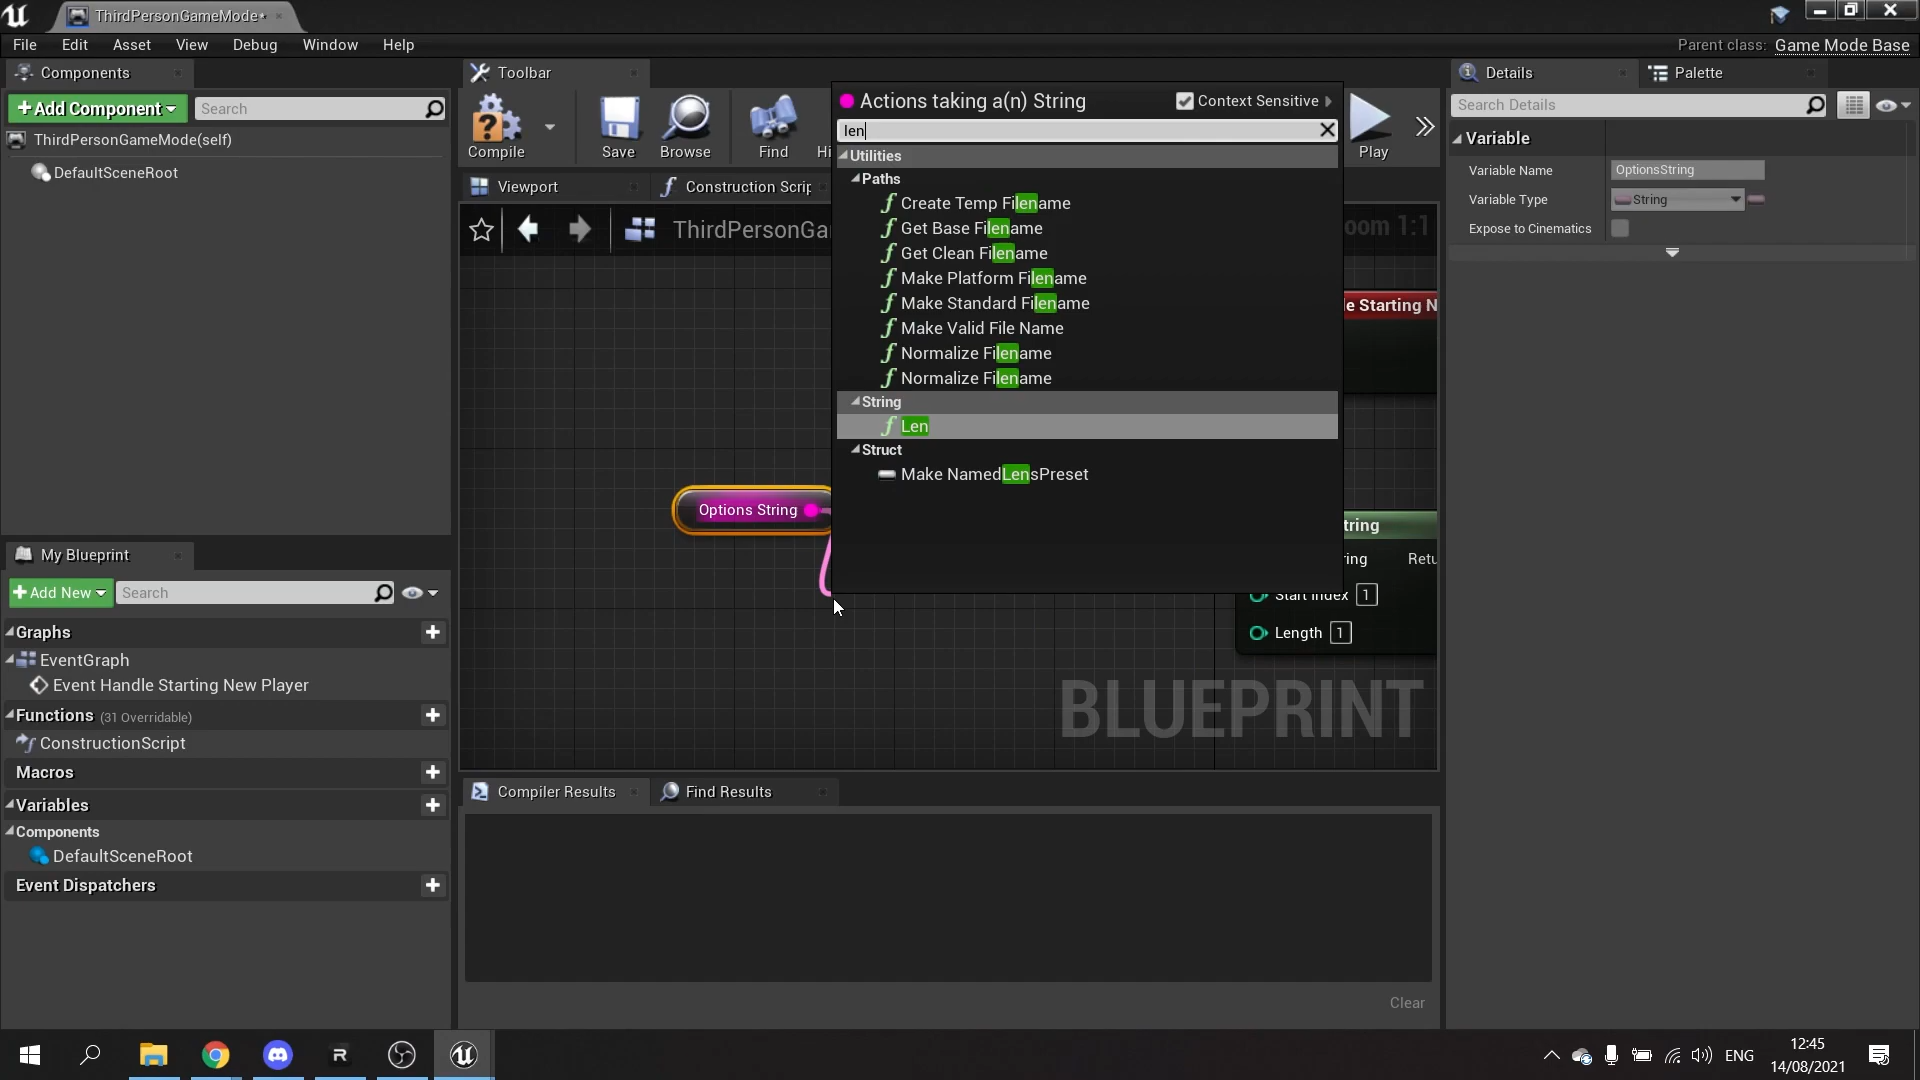 ThirdPersonGameMode*
File Edit Asset View Debug Window Help
Parent class: Game Mode Base
Components
Toolbar
Details
Palette
Add Component
Search
Compile
Save
Browse
Find
Play
Search Details
ThirdPersonGameMode(self)
DefaultSceneRoot
Viewport
Construction Scrip
ThirdPersonGa
oom 1:1
Actions taking a(n) String
Context Sensitive
len
Utilities
Paths
Create Temp Filename
Get Base Filename
Get Clean Filename
Make Platform Filename
Make Standard Filename
Make Valid File Name
Normalize Filename
Normalize Filename
String
Len
Struct
Make NamedLensPreset
Variable
Variable Name OptionsString
Variable Type String
Expose to Cinematics
le Starting N
Options String
tring
ring Retu
Start Index 1
Length 1
BLUEPRINT
My Blueprint
Add New
Search
Graphs
EventGraph
Event Handle Starting New Player
Functions (31 Overridable)
ConstructionScript
Macros
Variables
Components
DefaultSceneRoot
Event Dispatchers
Compiler Results
Find Results
Clear
ENG
12:45
14/08/2021